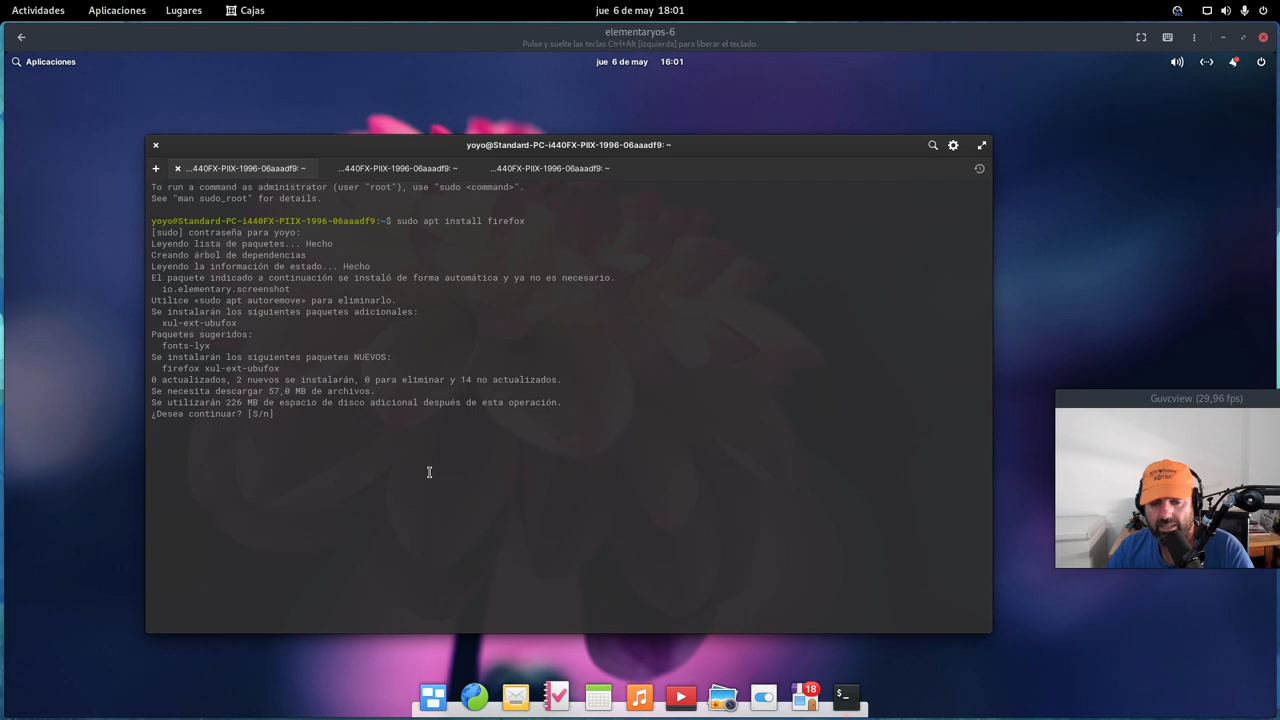 Actividades Aplicaciones Lugares Cajas jue 6 de may 18:01
elementaryos-6
Pulse y suelte las teclas Ctrl+Alt [izquierda] para liberar el teclado.
Aplicaciones jue 6 de may 16:01
yoyo@Standard-PC-i440FX-PIIX-1996-06aaadf9: ~
...440FX-PIIX-1996-06aaadf9: ~ ...440FX-PIIX-1996-06aaadf9: ~ ...440FX-PIIX-1996-06aaadf9: ~
To run a command as administrator (user "root"), use "sudo <command>".
See "man sudo_root" for details.
yoyo@Standard-PC-i440FX-PIIX-1996-06aaadf9:~$ sudo apt install firefox
[sudo] contraseña para yoyo:
Leyendo lista de paquetes... Hecho
Creando árbol de dependencias
Leyendo la información de estado... Hecho
El paquete indicado a continuación se instaló de forma automática y ya no es necesario.
io.elementary.screenshot
Utilice «sudo apt autoremove» para eliminarlo.
Se instalarán los siguientes paquetes adicionales:
xul-ext-ubufox
Paquetes sugeridos:
fonts-lyx
Se instalarán los siguientes paquetes NUEVOS:
firefox xul-ext-ubufox
0 actualizados, 2 nuevos se instalarán, 0 para eliminar y 14 no actualizados.
Se necesita descargar 57,0 MB de archivos.
Se utilizarán 226 MB de espacio de disco adicional después de esta operación.
¿Desea continuar? [S/n]
Guvcview (29,96 fps)
18